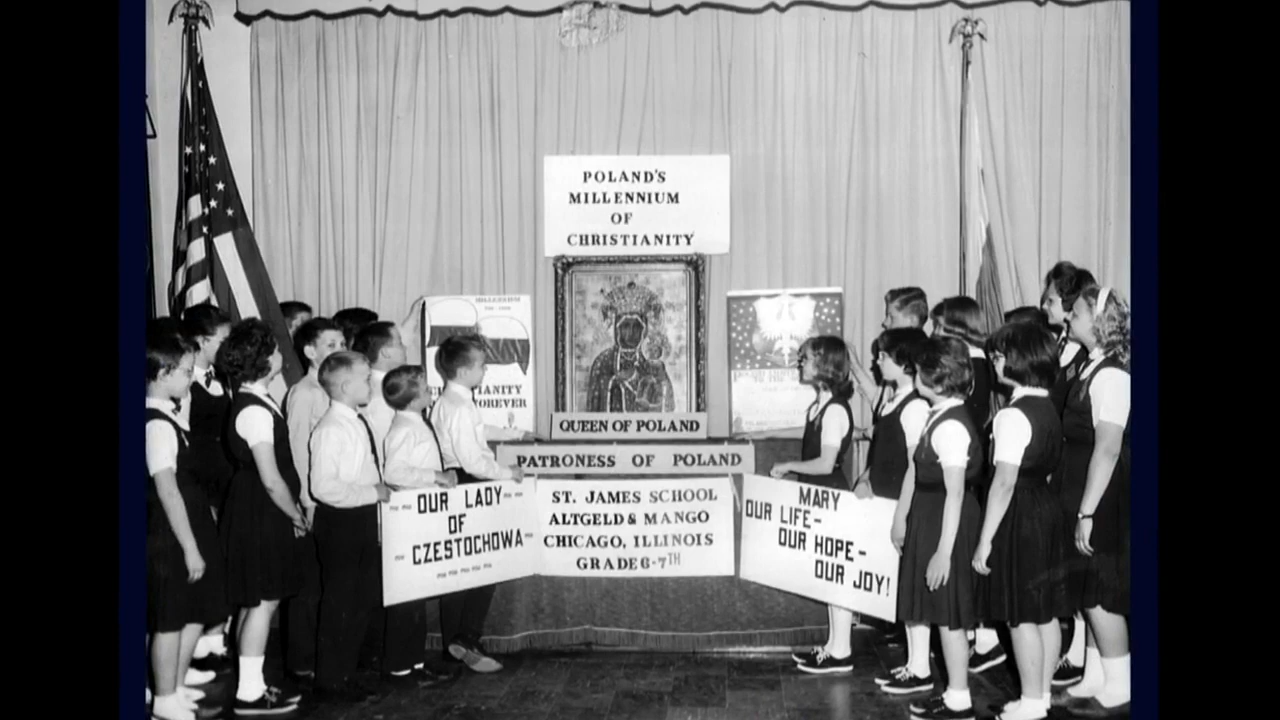 POLAND'S
MILLENNIUM
OF
CHRISTIANITY
MILLENNIUM
FOREVER
QUEEN OF POLAND
PATRONESS OF POLAND
OUR LADY
OF
CZESTOCHOWA
ST. JAMES SCHOOL
ALTGELD & MANGO
CHICAGO, ILLINOIS
GRADE 6-7TH
MARY
OUR LIFE-
OUR HOPE-
OUR JOY!